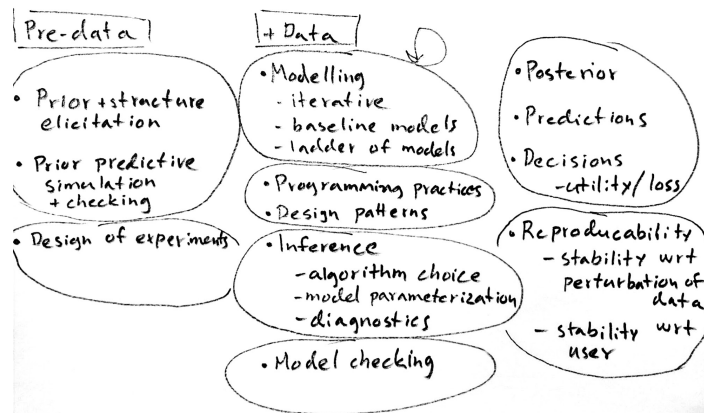 Pre-data
• Prior + structure
elicitation
• Prior predictive
simulation
+ checking
• Design of experiments
+ Data
• Modelling
- iterative
- baseline models
- ladder of models
• Programming practices
• Design patterns
• Inference
- algorithm choice
- model parameterization
- diagnostics
• Model checking
• Posterior
• Predictions
• Decisions
- utility/loss
• Reproducability
- stability wrt
perturbation of
data
- stability wrt
user